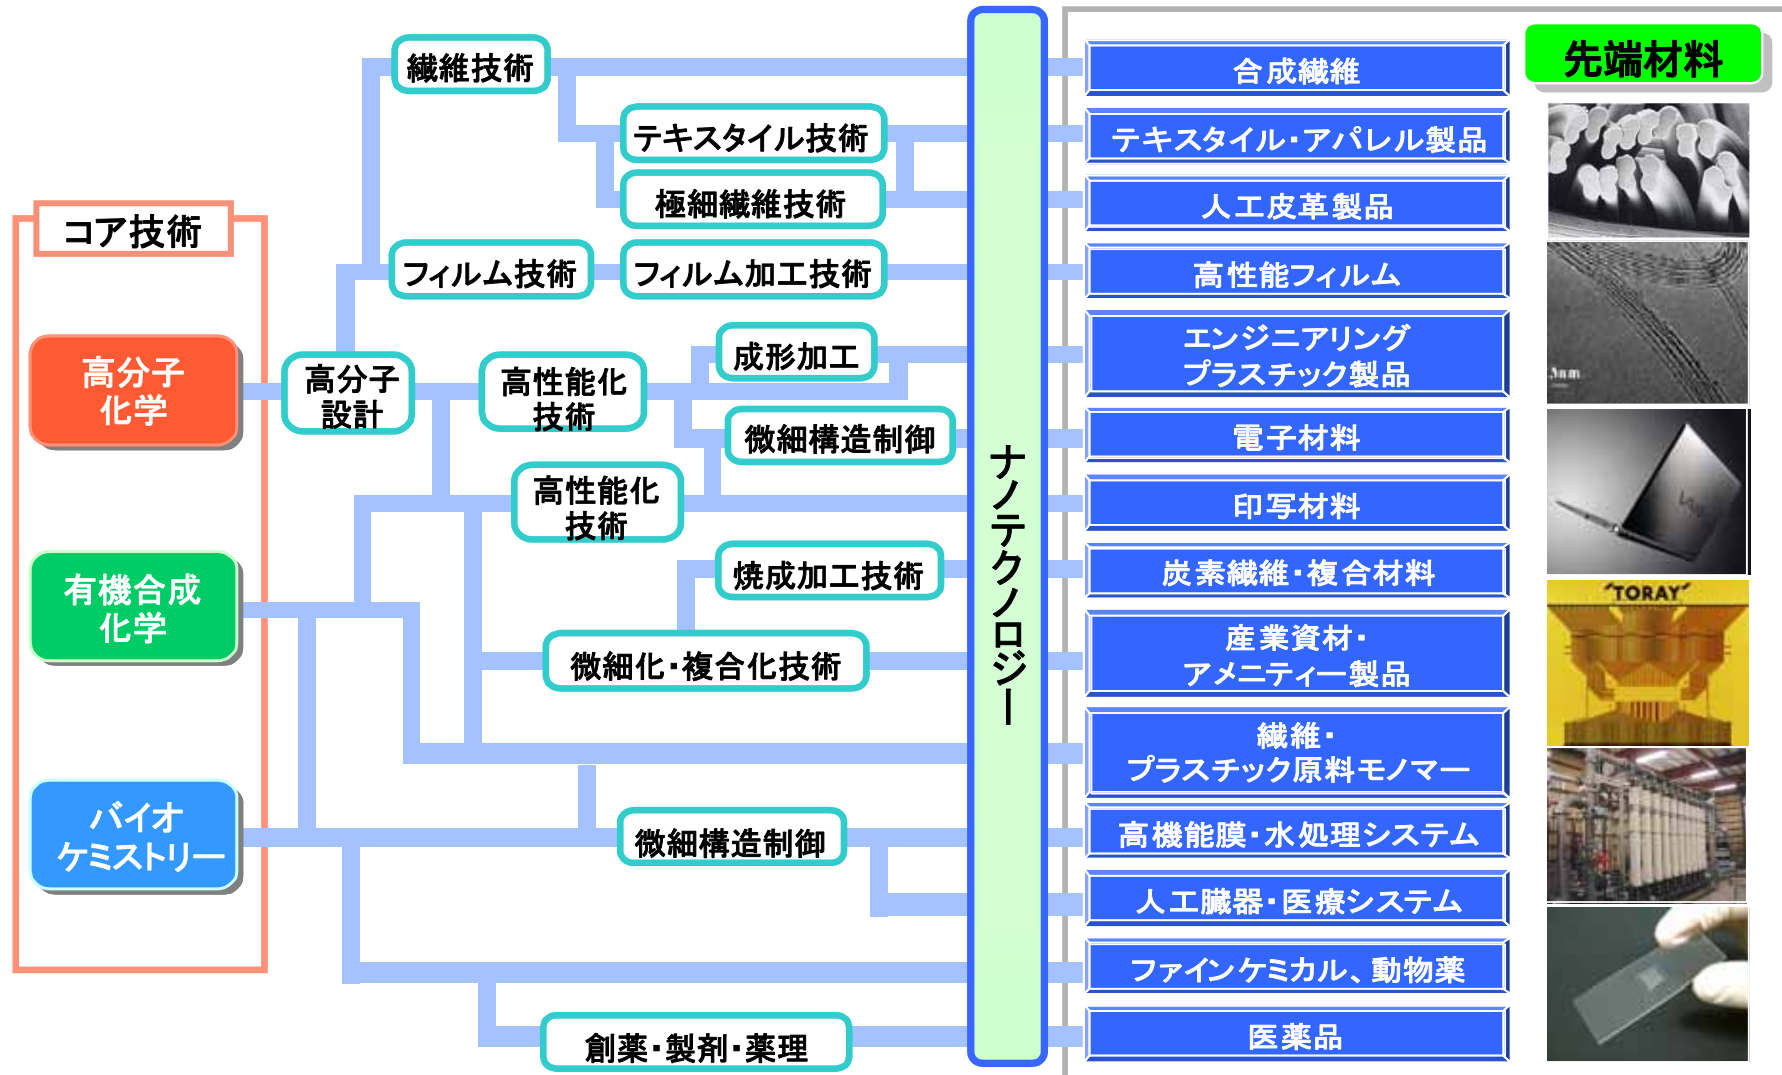 コア技術
高分子
化学
有機合成
化学
バイオ
ケミストリー
繊維技術
テキスタイル技術
極細繊維技術
フィルム技術
フィルム加工技術
高分子
設計
高性能化
技術
成形加工
微細構造制御
高性能化
技術
焼成加工技術
微細化・複合化技術
微細構造制御
創薬・製剤・薬理
ナノテクノロジー
合成繊維
テキスタイル・アパレル製品
人工皮革製品
高性能フィルム
エンジニアリング
プラスチック製品
電子材料
印写材料
炭素繊維・複合材料
産業資材・
アメニティー製品
繊維・
プラスチック原料モノマー
高機能膜・水処理システム
人工臓器・医療システム
ファインケミカル、動物薬
医薬品
先端材料
"TORAY"